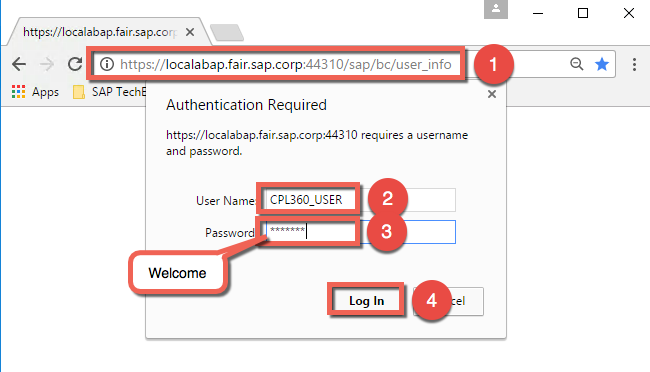 https://localabap.fair.sap.corp
https://localabap.fair.sap.corp:44310/sap/bc/user_info
1
Apps
SAP TechE
Authentication Required
https://localabap.fair.sap.corp:44310 requires a username
and password.
User Name
CPL360_USER
2
Password
*******
3
Welcome
Log In
4
cel